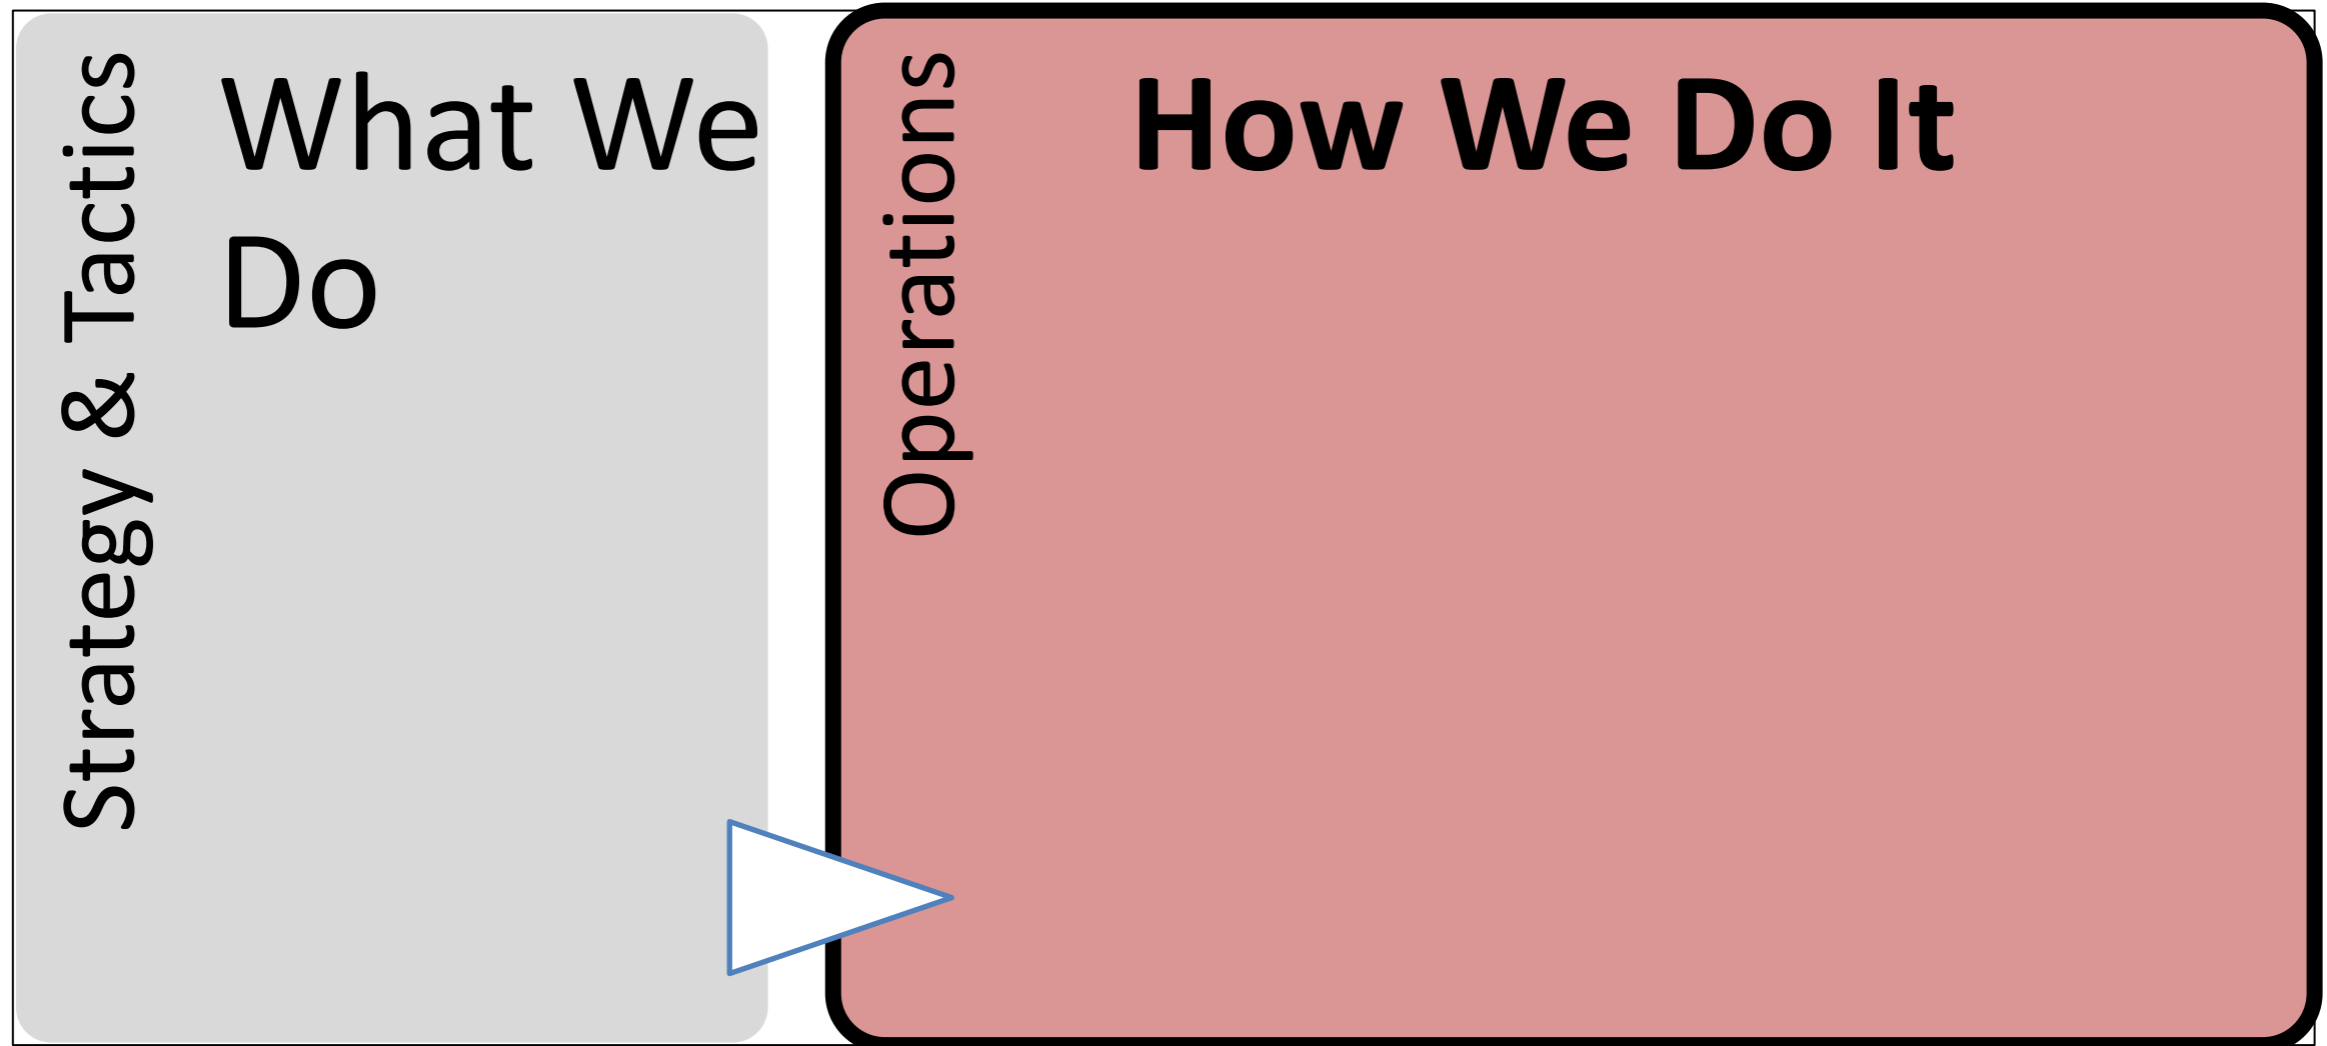 Strategy & Tactics
What We
Do
Operations
How We Do It